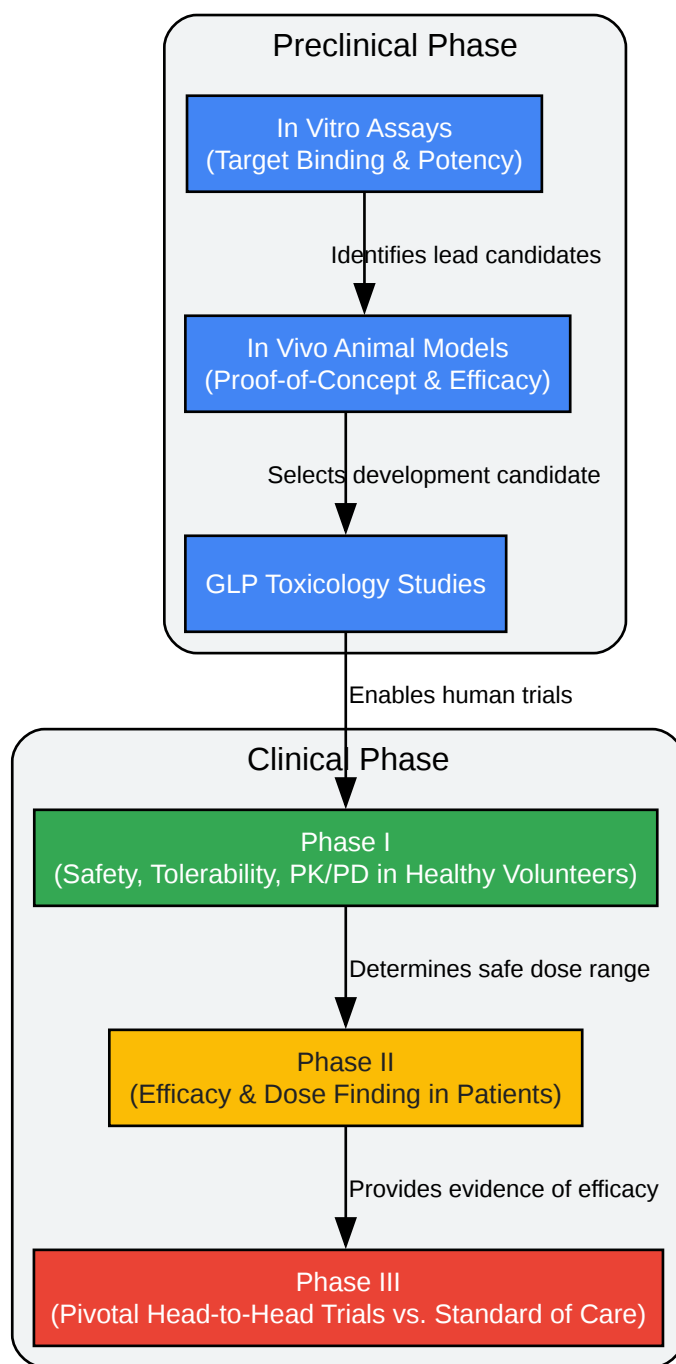 Preclinical Phase
In Vitro Assays
(Target Binding & Potency)
Identifies lead candidates
In Vivo Animal Models
(Proof-of-Concept & Efficacy)
Selects development candidate
GLP Toxicology Studies
Enables human trials
Clinical Phase
Phase I
(Safety, Tolerability, PK/PD in Healthy Volunteers)
Determines safe dose range
Phase II
(Efficacy & Dose Finding in Patients)
Provides evidence of efficacy
Phase III
(Pivotal Head-to-Head Trials vs. Standard of Care)